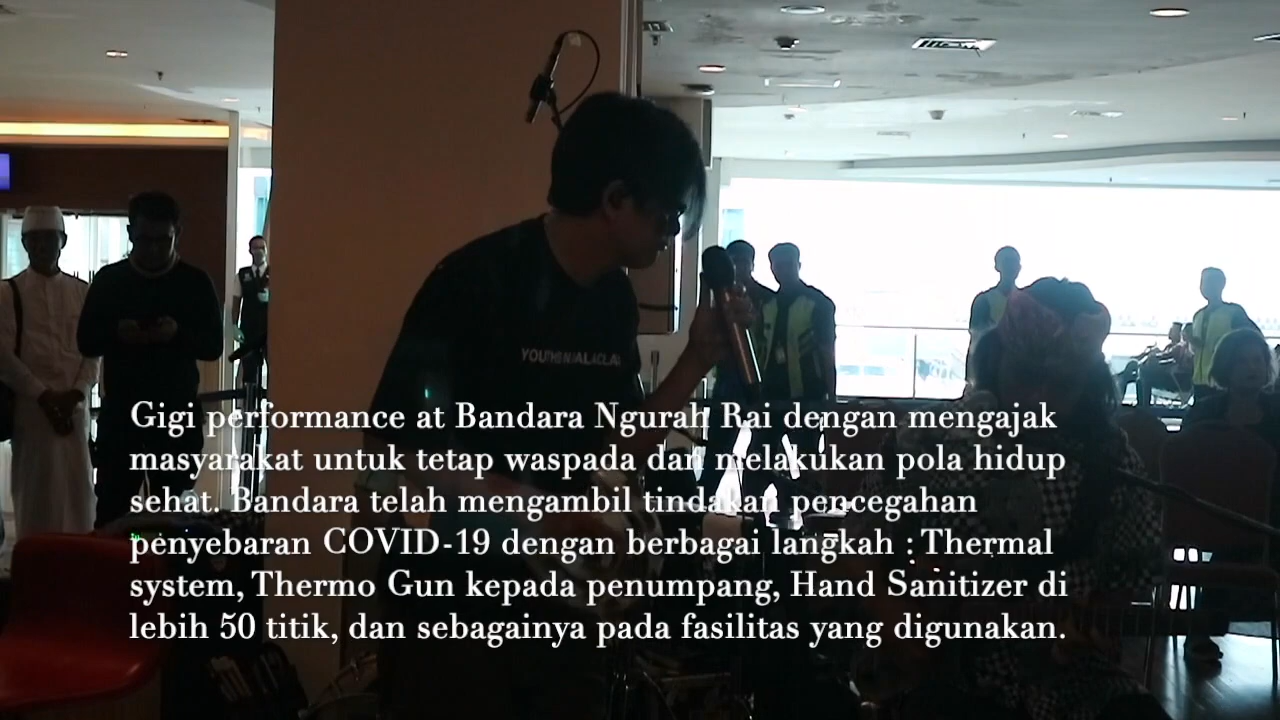 Gigi performance at Bandara Ngurah Rai dengan mengajak
masyarakat untuk tetap waspada dan melakukan pola hidup
sehat. Bandara telah mengambil tindakan pencegahan
penyebaran COVID-19 dengan berbagai langkah : Thermal
system, Thermo Gun kepada penumpang, Hand Sanitizer di
lebih 50 titik, dan sebagainya pada fasilitas yang digunakan.